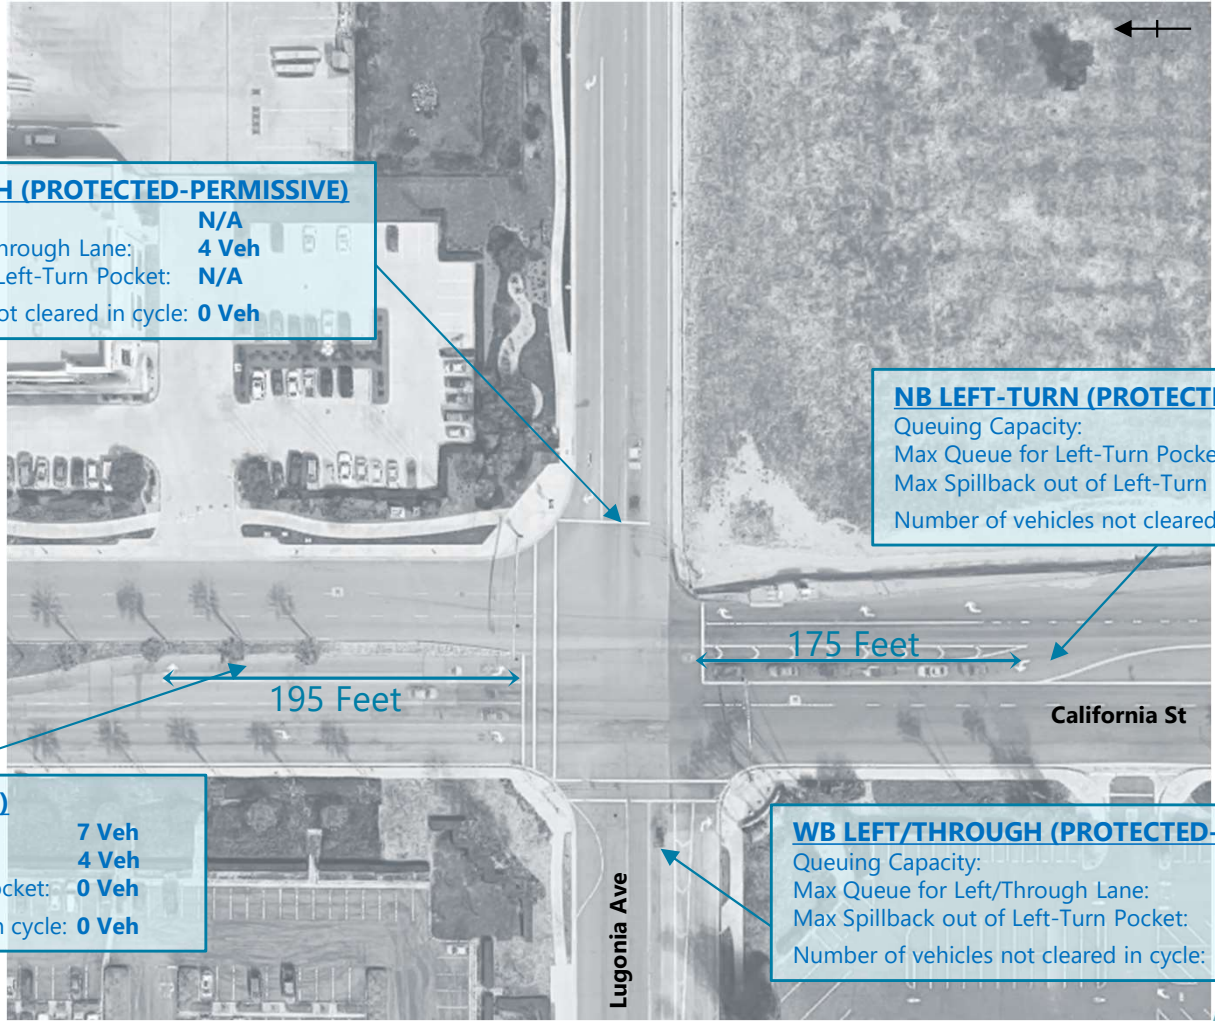 H (PROTECTED-PERMISSIVE)
N/A
hrough Lane: 4 Veh
Left-Turn Pocket: N/A
ot cleared in cycle: 0 Veh
NB LEFT-TURN (PROTECT
Queuing Capacity:
Max Queue for Left-Turn Pocke
Max Spillback out of Left-Turn
Number of vehicles not cleared
175 Feet
195 Feet
California St
)
7 Veh
4 Veh
ocket: 0 Veh
n cycle: 0 Veh
WB LEFT/THROUGH (PROTECTED-
Queuing Capacity:
Max Queue for Left/Through Lane:
Max Spillback out of Left-Turn Pocket:
Number of vehicles not cleared in cycle:
Lugonia Ave